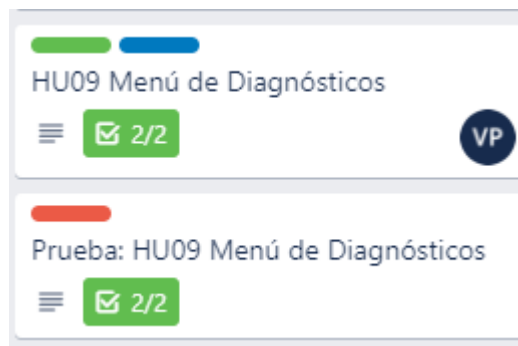 HU09 Menú de Diagnósticos
2/2
VP
Prueba: HU09 Menú de Diagnósticos
2/2